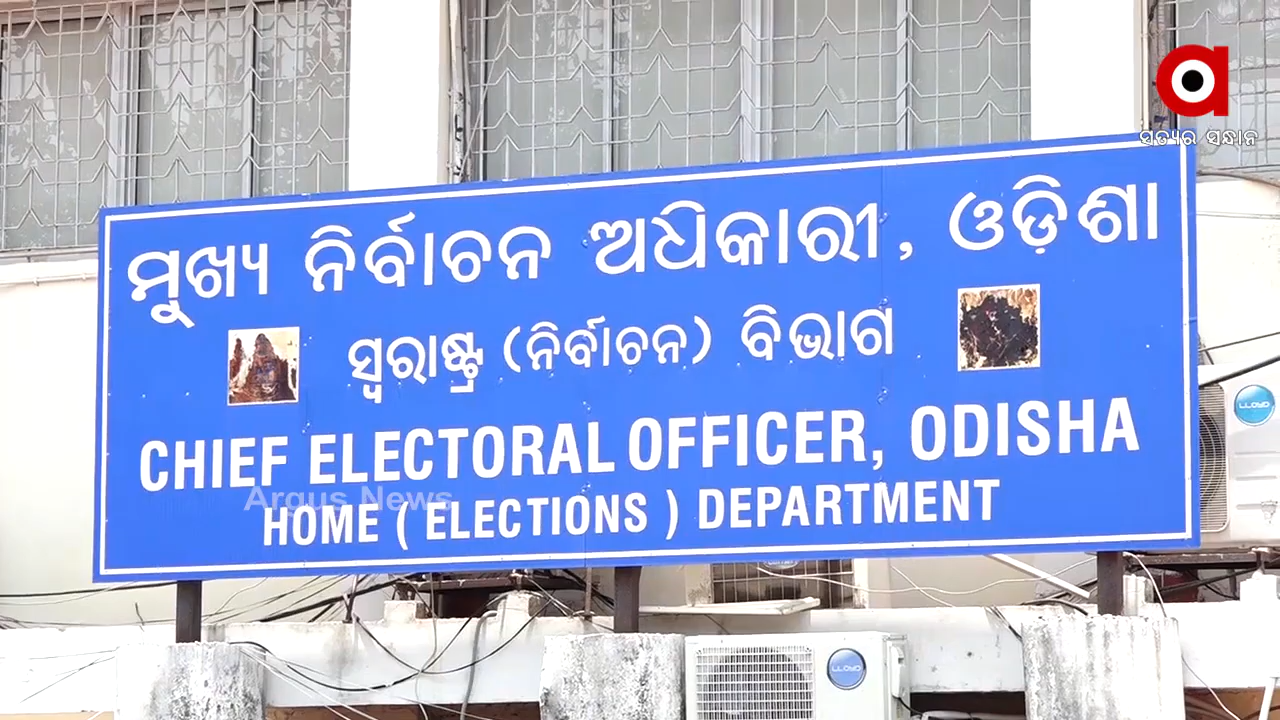 ସତ୍ୟର ସନ୍ଧାନ
ମୁଖ୍ୟ ନିର୍ବାଚନ ଅଧିକାରୀ, ଓଡ଼ିଶା
ସ୍ୱରାଷ୍ଟ୍ର (ନିର୍ବାଚନ) ବିଭାଗ
CHIEF ELECTORAL OFFICER, ODISHA
Argus News
HOME ( ELECTIONS ) DEPARTMENT
LLOYD
LLOYD